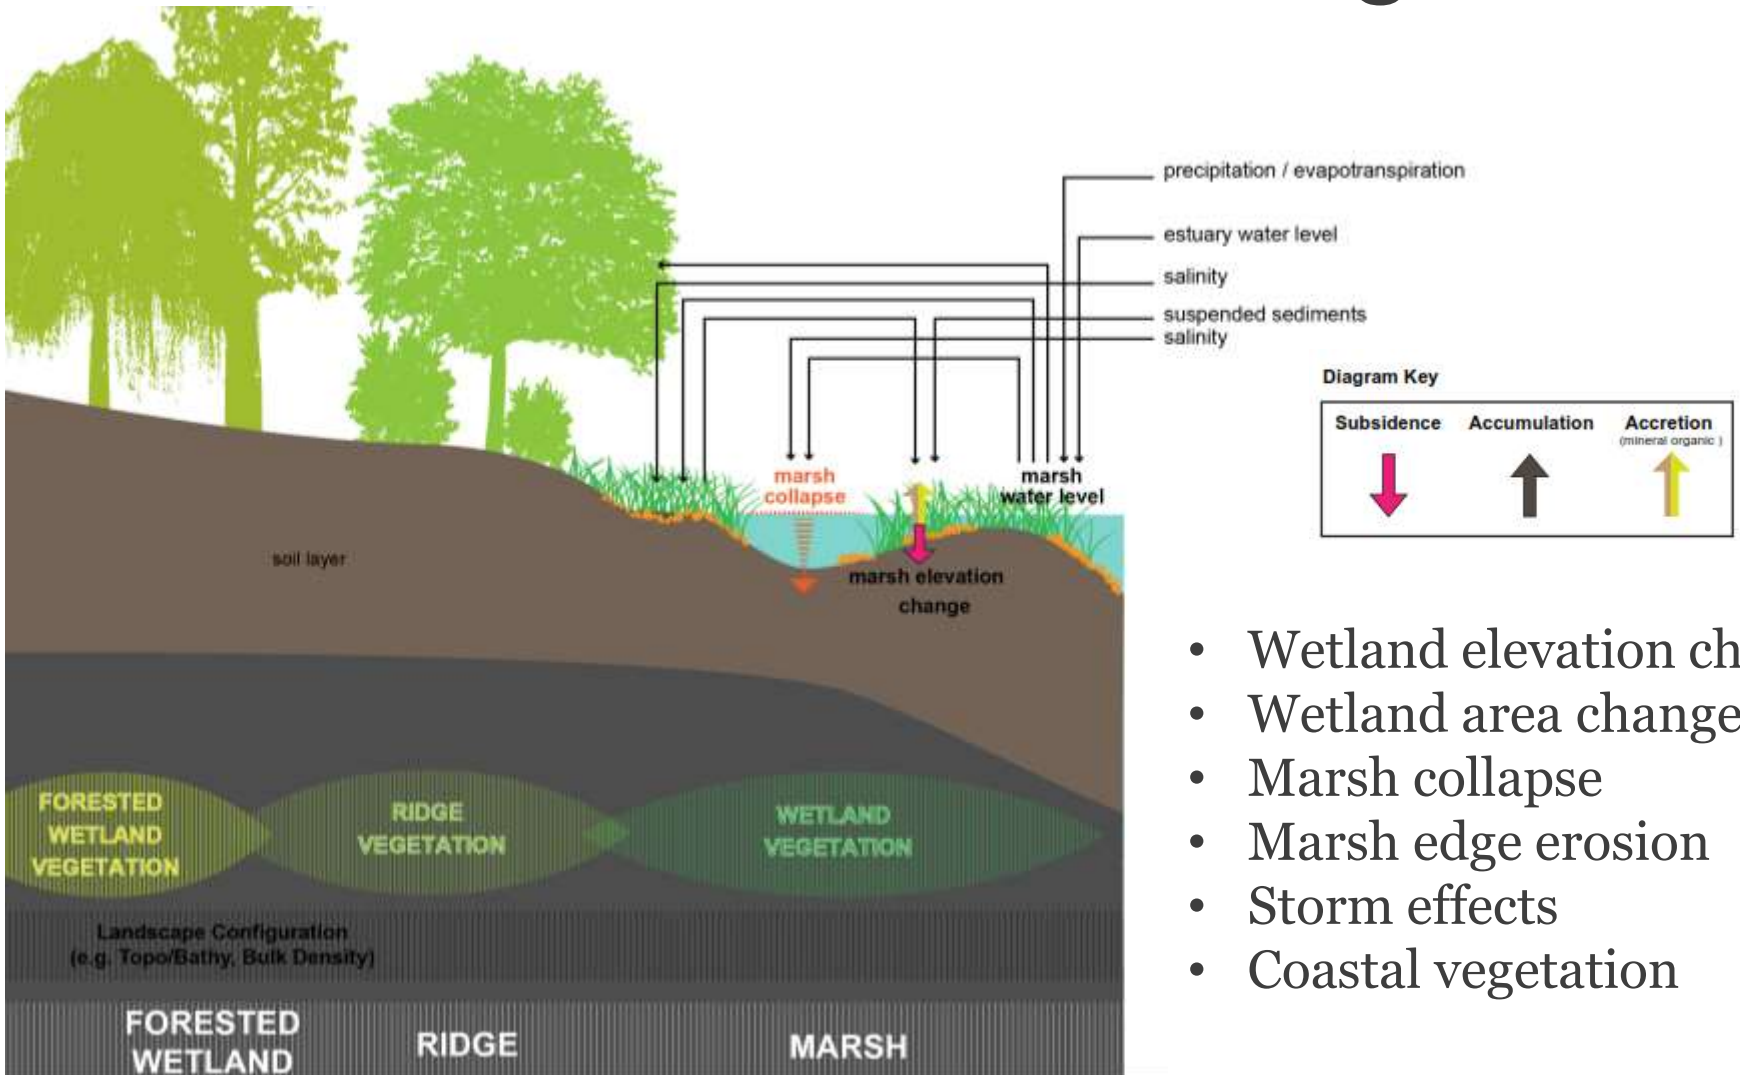 precipitation / evapotranspiration
estuary water level
salinity
suspended sediments
salinity
Diagram Key
Subsidence Accumulation Accretion
(mineral organic )
marsh
collapse
marsh
water level
soil layer
marsh elevation
change
• Wetland elevation ch
• Wetland area change
• Marsh collapse
• Marsh edge erosion
• Storm effects
• Coastal vegetation
FORESTED
WETLAND
VEGETATION
RIDGE
VEGETATION
WETLAND
VEGETATION
Landscape Configuration
(e.g. Topo/Bathy, Bulk Density)
FORESTED
WETLAND
RIDGE
MARSH